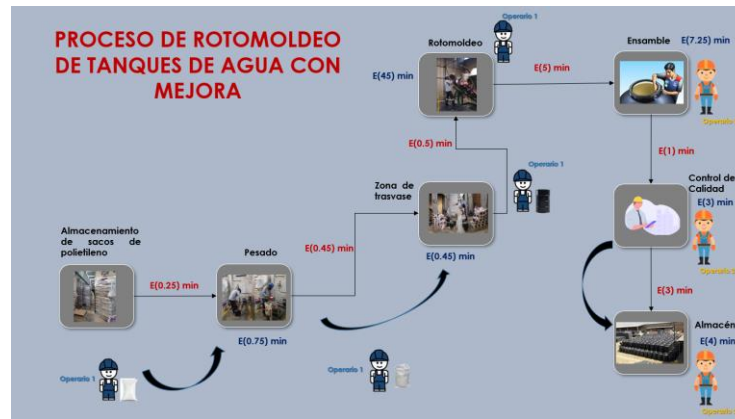 PROCESO DE ROTOMOLDEO
DE TANQUES DE AGUA CON
MEJORA
Operario 1
Rotomoldeo
E(45) min
E(5) min
Ensamble
E(7.25) min
E(0.5) min
Operario 1
E(1) min
Zona de
trasvase
E(0.45) min
Control de
Calidad
E(3) min
Almacenamiento
de sacos de
polietileno
E(0.25) min
Pesado
E(0.75) min
E(0.45) min
E(3) min
Almacén
E(4) min
Operario 1
Operario 1